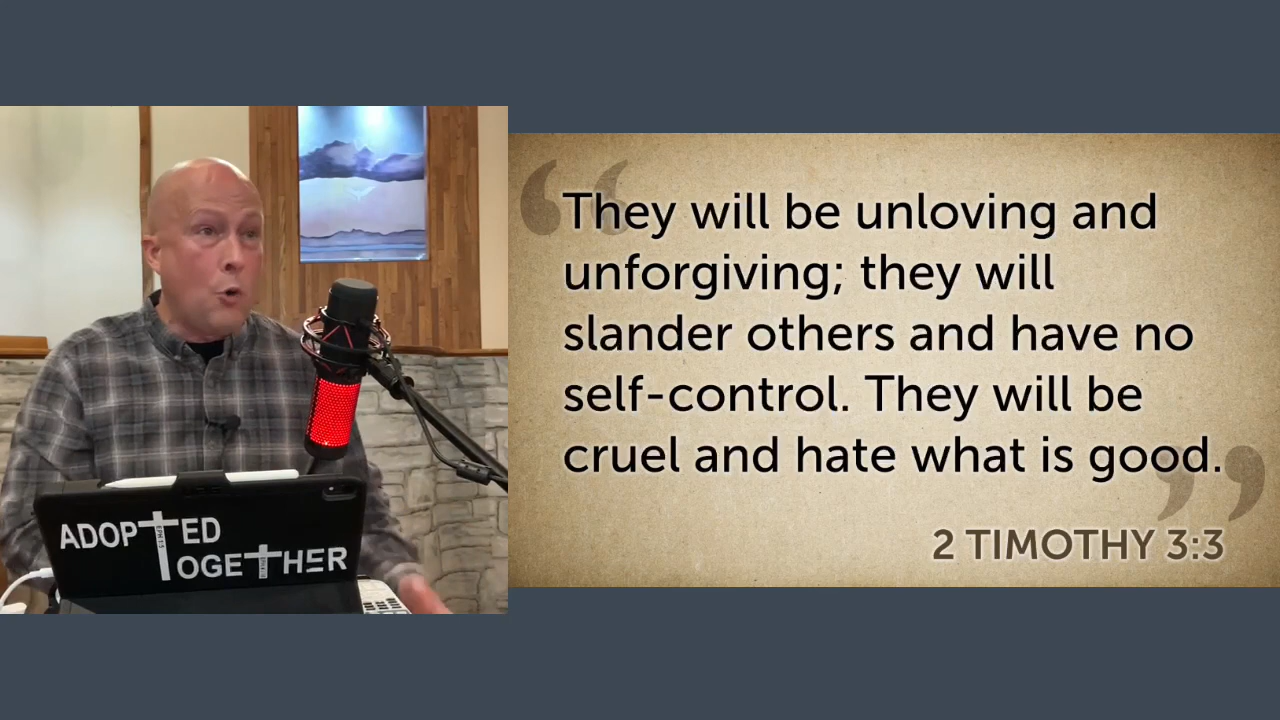 ADOPTED
TOGETHER
“They will be unloving and
unforgiving; they will
slander others and have no
self-control. They will be
cruel and hate what is good.”
2 TIMOTHY 3:3